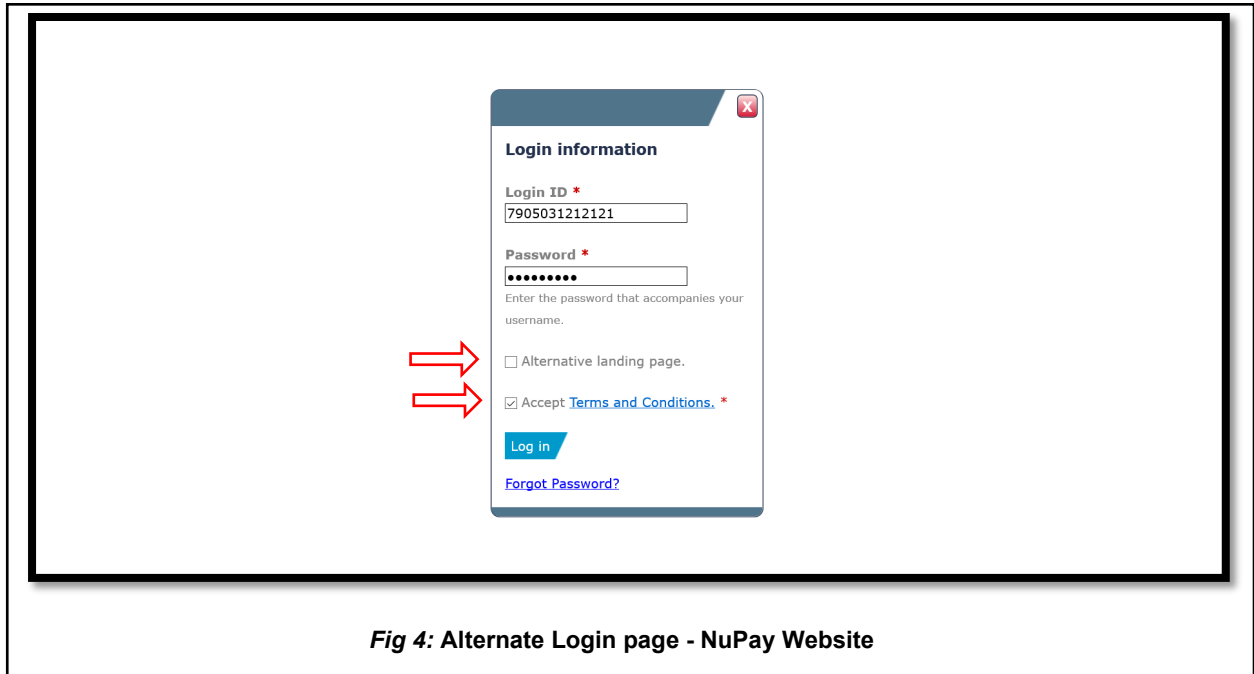 X
Login information
Login ID *
7905031212121
Password *
•••••••••
Enter the password that accompanies your
username.
Alternative landing page.
Accept Terms and Conditions. *
Log in
Forgot Password?
Fig 4: Alternate Login page - NuPay Website